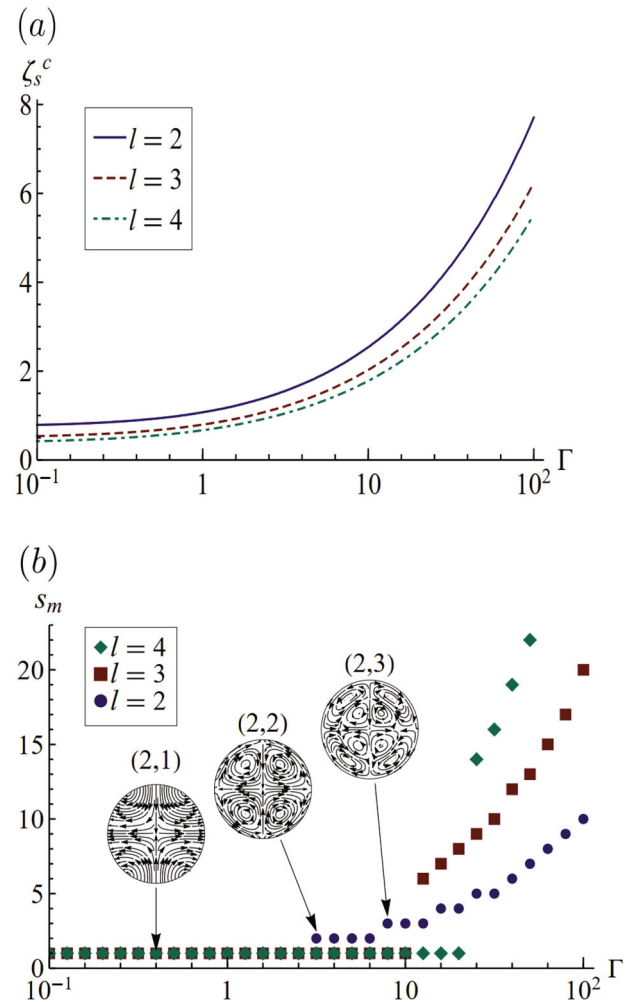 (a)
ζ_s^c
8
l = 2
l = 3
l = 4
6
4
2
0
10^-1 1 10 10^2 Γ
(b)
s_m
l = 4
l = 3
l = 2
20
15
10
5
0
(2,1)
(2,2)
(2,3)
10^-1 1 10 10^2 Γ